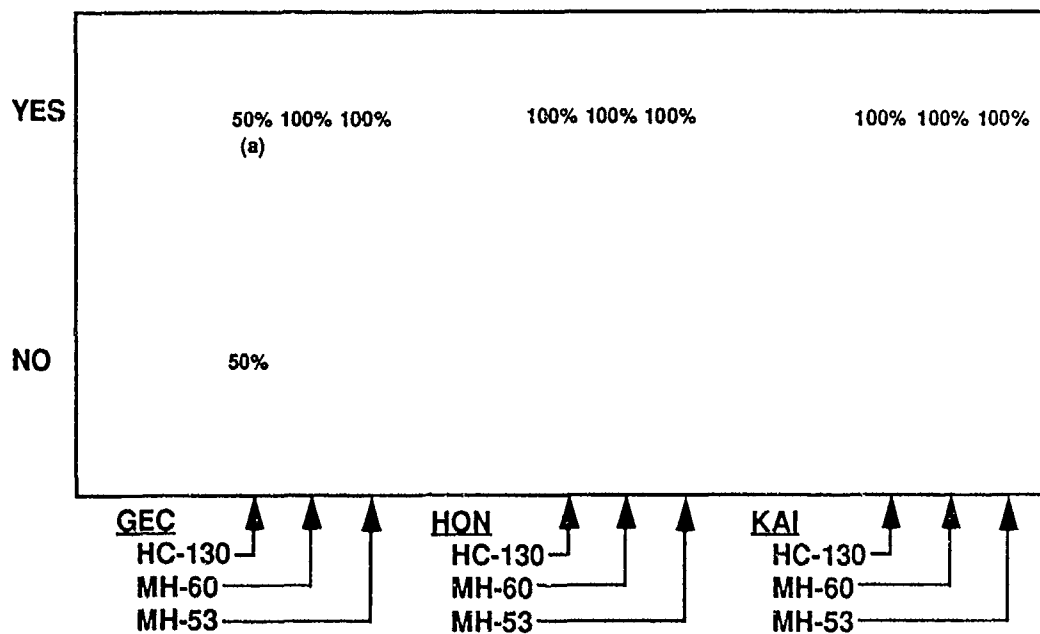 YES 50% 100% 100% 100% 100% 100% 100% 100% 100%
(a)
NO 50%
GEC HON KAI
HC-130 HC-130 HC-130
MH-60 MH-60 MH-60
MH-53 MH-53 MH-53